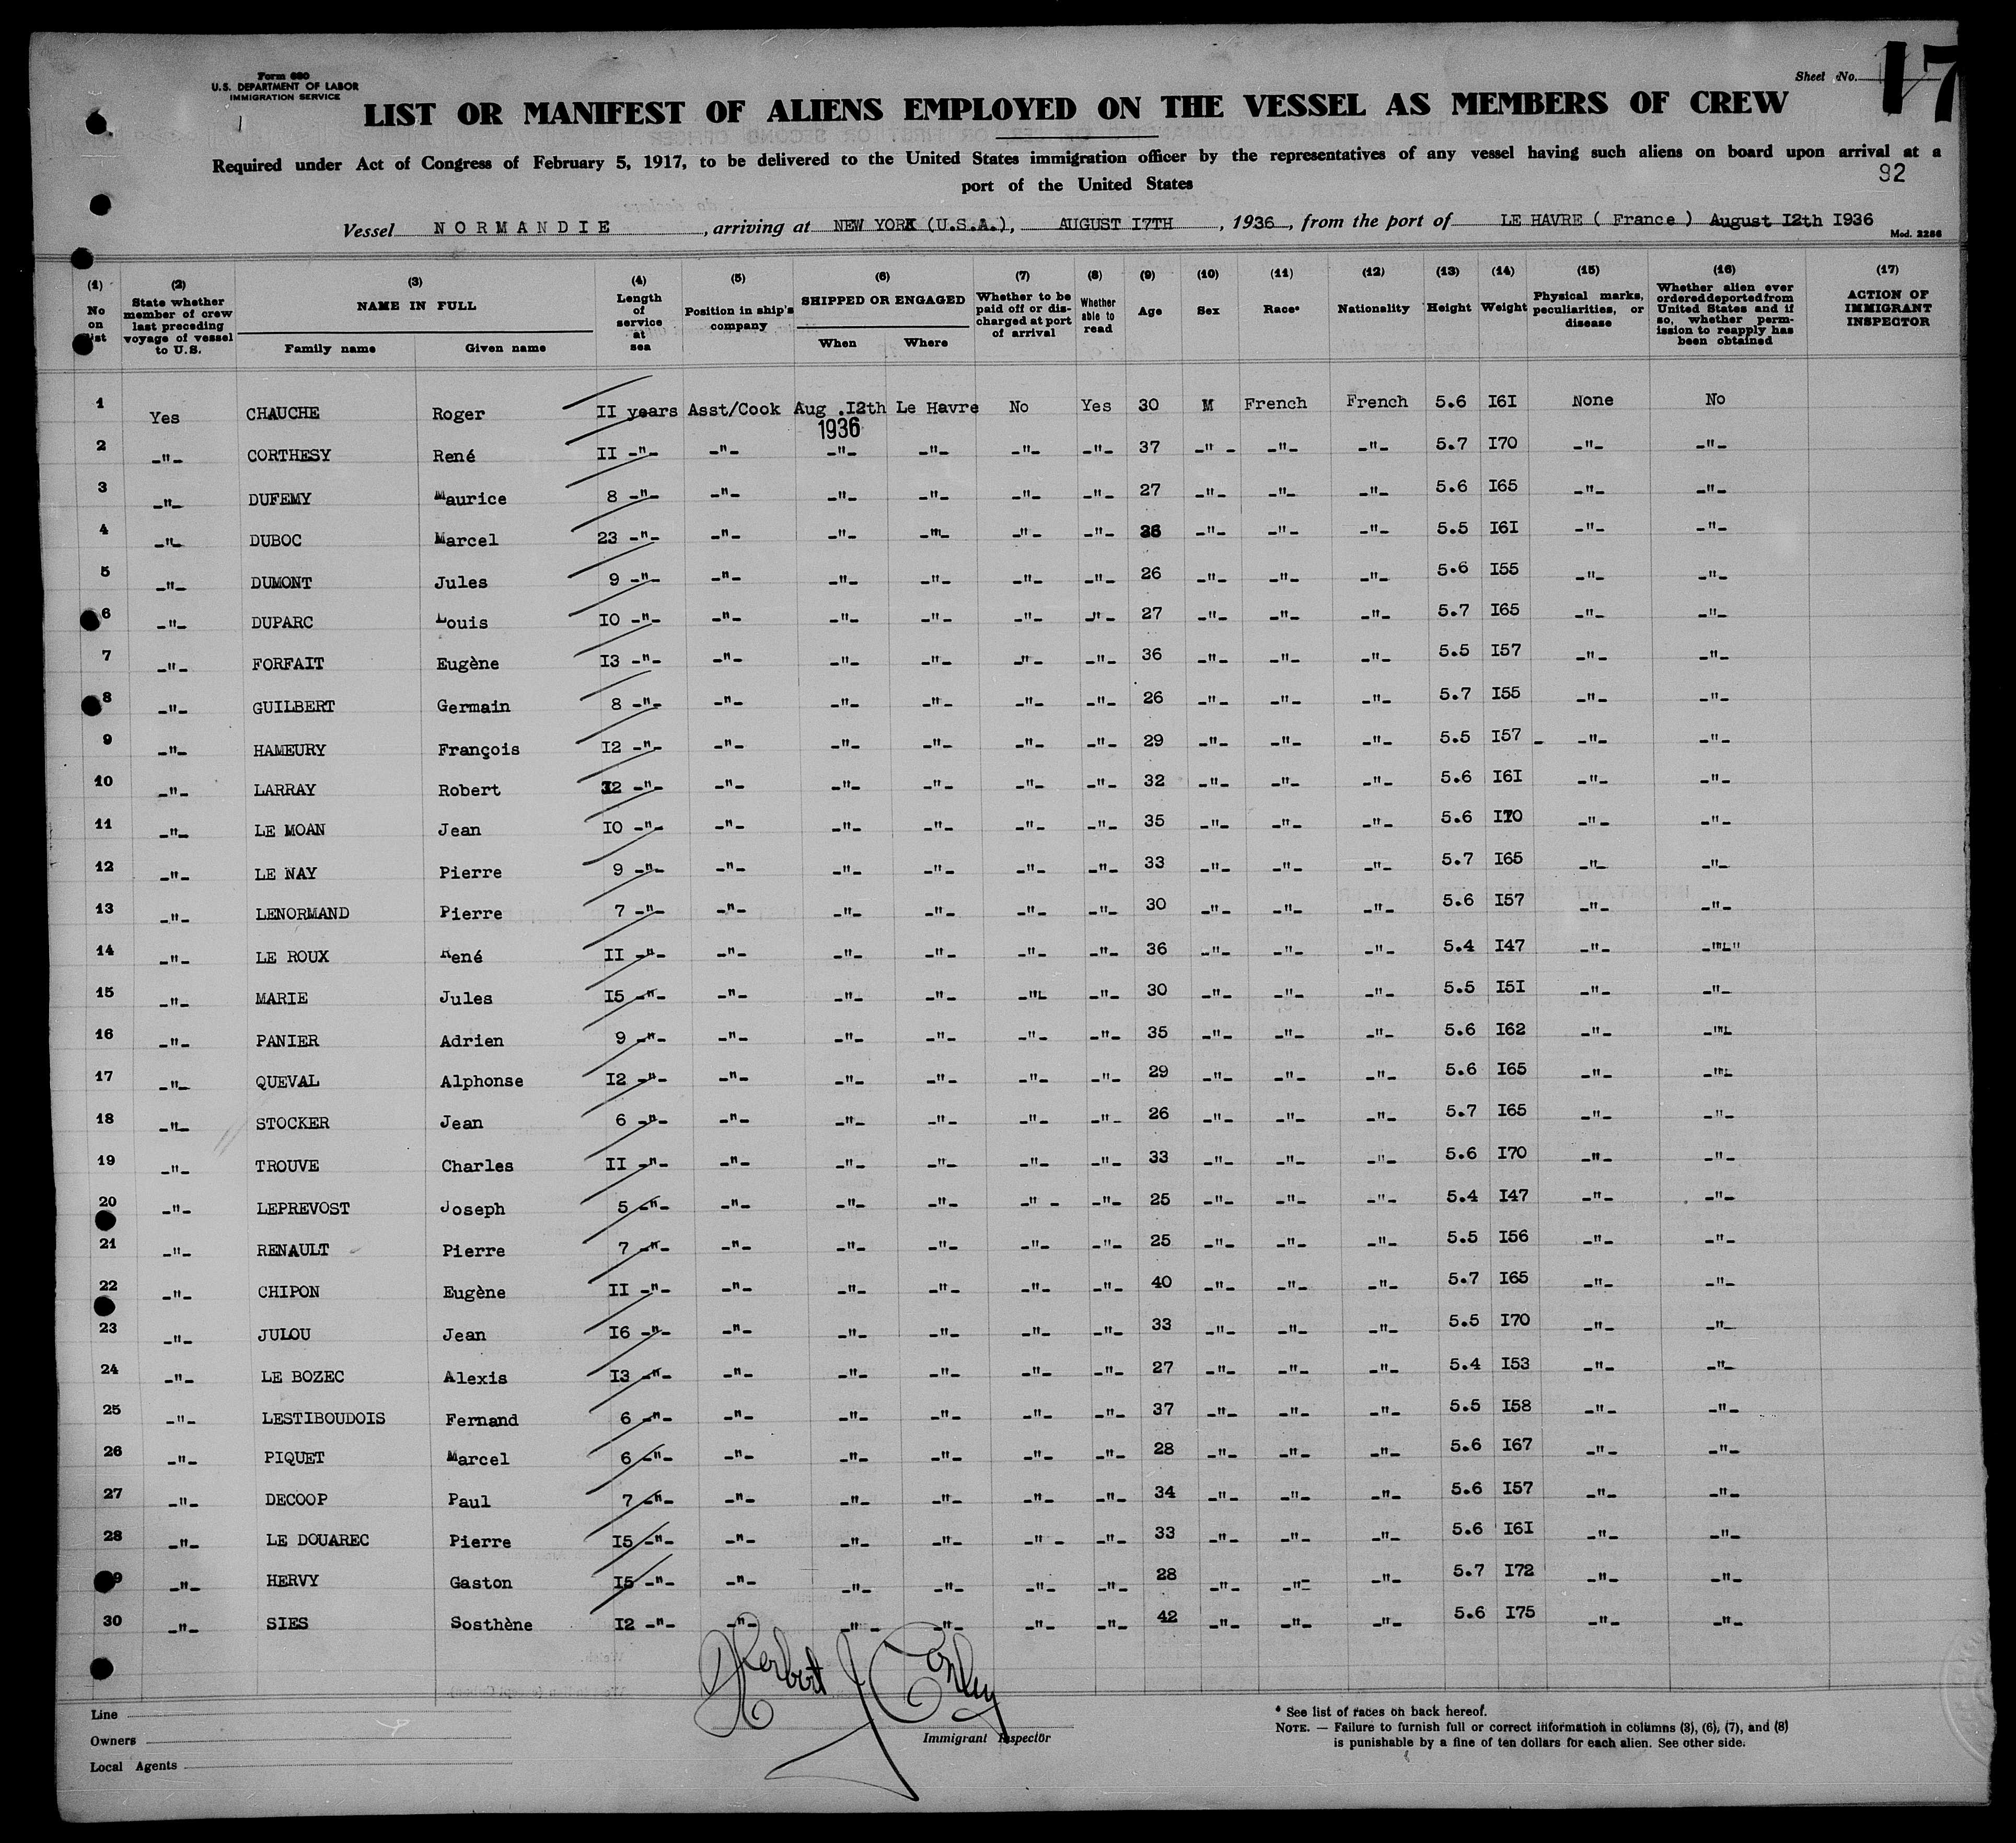 Form 680
U.S. DEPARTMENT OF LABOR
IMMIGRATION SERVICE
Sheet No. 17
LIST OR MANIFEST OF ALIENS EMPLOYED ON THE VESSEL AS MEMBERS OF CREW
Required under Act of Congress of February 5, 1917, to be delivered to the United States immigration officer by the representatives of any vessel having such aliens on board upon arrival at a
port of the United States
92
Vessel NORMANDIE, arriving at NEW YORK (U.S.A.), AUGUST I7TH, 1936, from the port of LE HAVRE ( France ) August I2th I936
Mod. 2286
(1) No on list (2) State whether member of crew last preceding voyage of vessel to U.S. (3) NAME IN FULL Family name Given name (4) Length of service at sea (5) Position in ship's company (6) SHIPPED OR ENGAGED When Where (7) Whether to be paid off or discharged at port of arrival (8) Whether able to read (9) Age (10) Sex (11) Race* (12) Nationality (13) Height (14) Weight (15) Physical marks, peculiarities, or disease (16) Whether alien ever ordered deported from United States and if so, whether permission to reapply has been obtained (17) ACTION OF IMMIGRANT INSPECTOR
1 Yes CHAUCHE Roger II years Asst/Cook Aug .I2th 1936 Le Havre No Yes 30 M French French 5.6 I6I None No
2 -"- CORTHESY René II -"- -"- -"- -"- -"- -"- 37 -"- -"- -"- 5.7 I70 -"- -"-
3 -"- DUFEMY Maurice 8 -"- -"- -"- -"- -"- -"- 27 -"- -"- -"- 5.6 I65 -"- -"-
4 -"- DUBOC Marcel 23 -"- -"- -"- -"- -"- -"- -"- -"- -"- 5.5 I6I -"- -"-
5 -"- DUMONT Jules 9 -"- -"- -"- -"- -"- -"- 26 -"- -"- -"- 5.6 I55 -"- -"-
6 -"- DUPARC Louis IO -"- -"- -"- -"- -"- -"- 27 -"- -"- -"- 5.7 I65 -"- -"-
7 -"- FORFAIT Eugène I3 -"- -"- -"- -"- -"- -"- 36 -"- -"- -"- 5.5 I57 -"- -"-
8 -"- GUILBERT Germain 8 -"- -"- -"- -"- -"- -"- 26 -"- -"- -"- 5.7 I55 -"- -"-
9 -"- HAMEURY François I2 -"- -"- -"- -"- -"- -"- 29 -"- -"- -"- 5.5 I57 -"- -"-
10 -"- LARRAY Robert -"- -"- -"- -"- -"- -"- 32 -"- -"- -"- 5.6 I6I -"- -"-
11 -"- LE MOAN Jean IO -"- -"- -"- -"- -"- -"- 35 -"- -"- -"- 5.6 I70 -"- -"-
12 -"- LE NAY Pierre 9 -"- -"- -"- -"- -"- -"- 33 -"- -"- -"- 5.7 I65 -"- -"-
13 -"- LENORMAND Pierre 7 -"- -"- -"- -"- -"- -"- 30 -"- -"- -"- 5.6 I57 -"- -"-
14 -"- LE ROUX René II -"- -"- -"- -"- -"- -"- 36 -"- -"- -"- 5.4 I47 -"- -"-
15 -"- MARIE Jules I5 -"- -"- -"- -"- -"- -"- 30 -"- -"- -"- 5.5 I5I -"- -"-
16 -"- PANIER Adrien 9 -"- -"- -"- -"- -"- -"- 35 -"- -"- -"- 5.6 I62 -"- -"-
17 -"- QUEVAL Alphonse I2 -"- -"- -"- -"- -"- -"- 29 -"- -"- -"- 5.6 I65 -"- -"-
18 -"- STOCKER Jean 6 -"- -"- -"- -"- -"- -"- 26 -"- -"- -"- 5.7 I65 -"- -"-
19 -"- TROUVE Charles II -"- -"- -"- -"- -"- -"- 33 -"- -"- -"- 5.6 I70 -"- -"-
20 -"- LEPREVOST Joseph 5 -"- -"- -"- -"- -"- -"- 25 -"- -"- -"- 5.4 I47 -"- -"-
21 -"- RENAULT Pierre 7 -"- -"- -"- -"- -"- -"- 25 -"- -"- -"- 5.5 I56 -"- -"-
22 -"- CHIPON Eugène II -"- -"- -"- -"- -"- -"- 40 -"- -"- -"- 5.7 I65 -"- -"-
23 -"- JULOU Jean I6 -"- -"- -"- -"- -"- -"- 33 -"- -"- -"- 5.5 I70 -"- -"-
24 -"- LE BOZEC Alexis I3 -"- -"- -"- -"- -"- -"- 27 -"- -"- -"- 5.4 I53 -"- -"-
25 -"- LESTIBOUDOIS Fernand 6 -"- -"- -"- -"- -"- -"- 37 -"- -"- -"- 5.5 I58 -"- -"-
26 -"- PIQUET Marcel 6 -"- -"- -"- -"- -"- -"- 28 -"- -"- -"- 5.6 I67 -"- -"-
27 -"- DECOOP Paul 7 -"- -"- -"- -"- -"- -"- 34 -"- -"- -"- 5.6 I57 -"- -"-
28 -"- LE DOUAREC Pierre I5 -"- -"- -"- -"- -"- -"- 33 -"- -"- -"- 5.6 I6I -"- -"-
9 -"- HERVY Gaston I5 -"- -"- -"- -"- -"- -"- 28 -"- -"- -"- 5.7 I72 -"- -"-
30 -"- SIES Sosthène I2 -"- -"- -"- -"- -"- -"- 42 -"- -"- -"- 5.6 I75 -"- -"-
Herbert J Conley
Immigrant Inspector
Line
Owners
Local Agents
* See list of races on back hereof.
NOTE. — Failure to furnish full or correct information in columns (3), (6), (7), and (8)
is punishable by a fine of ten dollars for each alien. See other side.